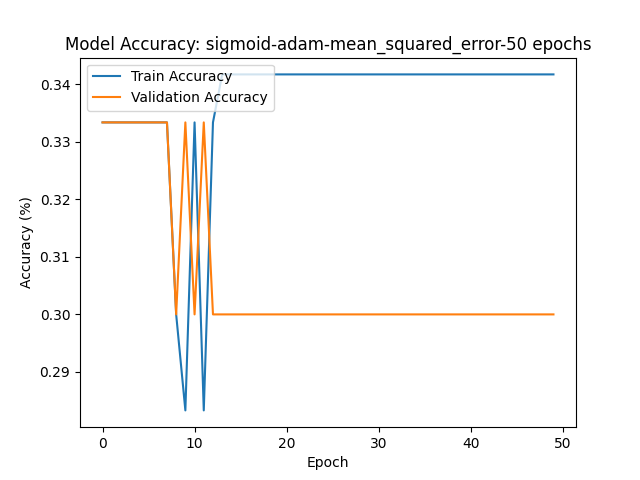 Model Accuracy: sigmoid-adam-mean_squared_error-50 epochs
Train Accuracy
Validation Accuracy
0.34
0.33
0.32
0.31
0.30
0.29
Accuracy (%)
0 10 20 30 40 50
Epoch